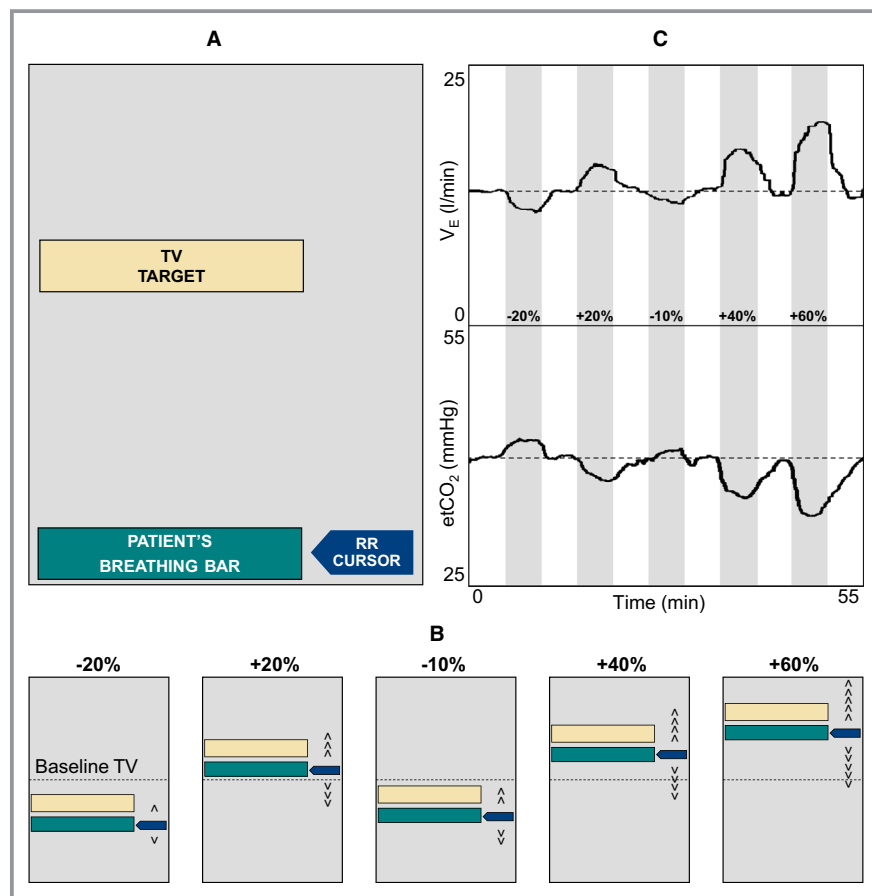 A
TV
TARGET
PATIENT'S
BREATHING BAR
RR
CURSOR
C
25
V_E (l/min)
0
-20% +20% -10% +40% +60%
55
etCO₂ (mmHg)
25
0 Time (min) 55
B
-20% +20% -10% +40% +60%
Baseline TV